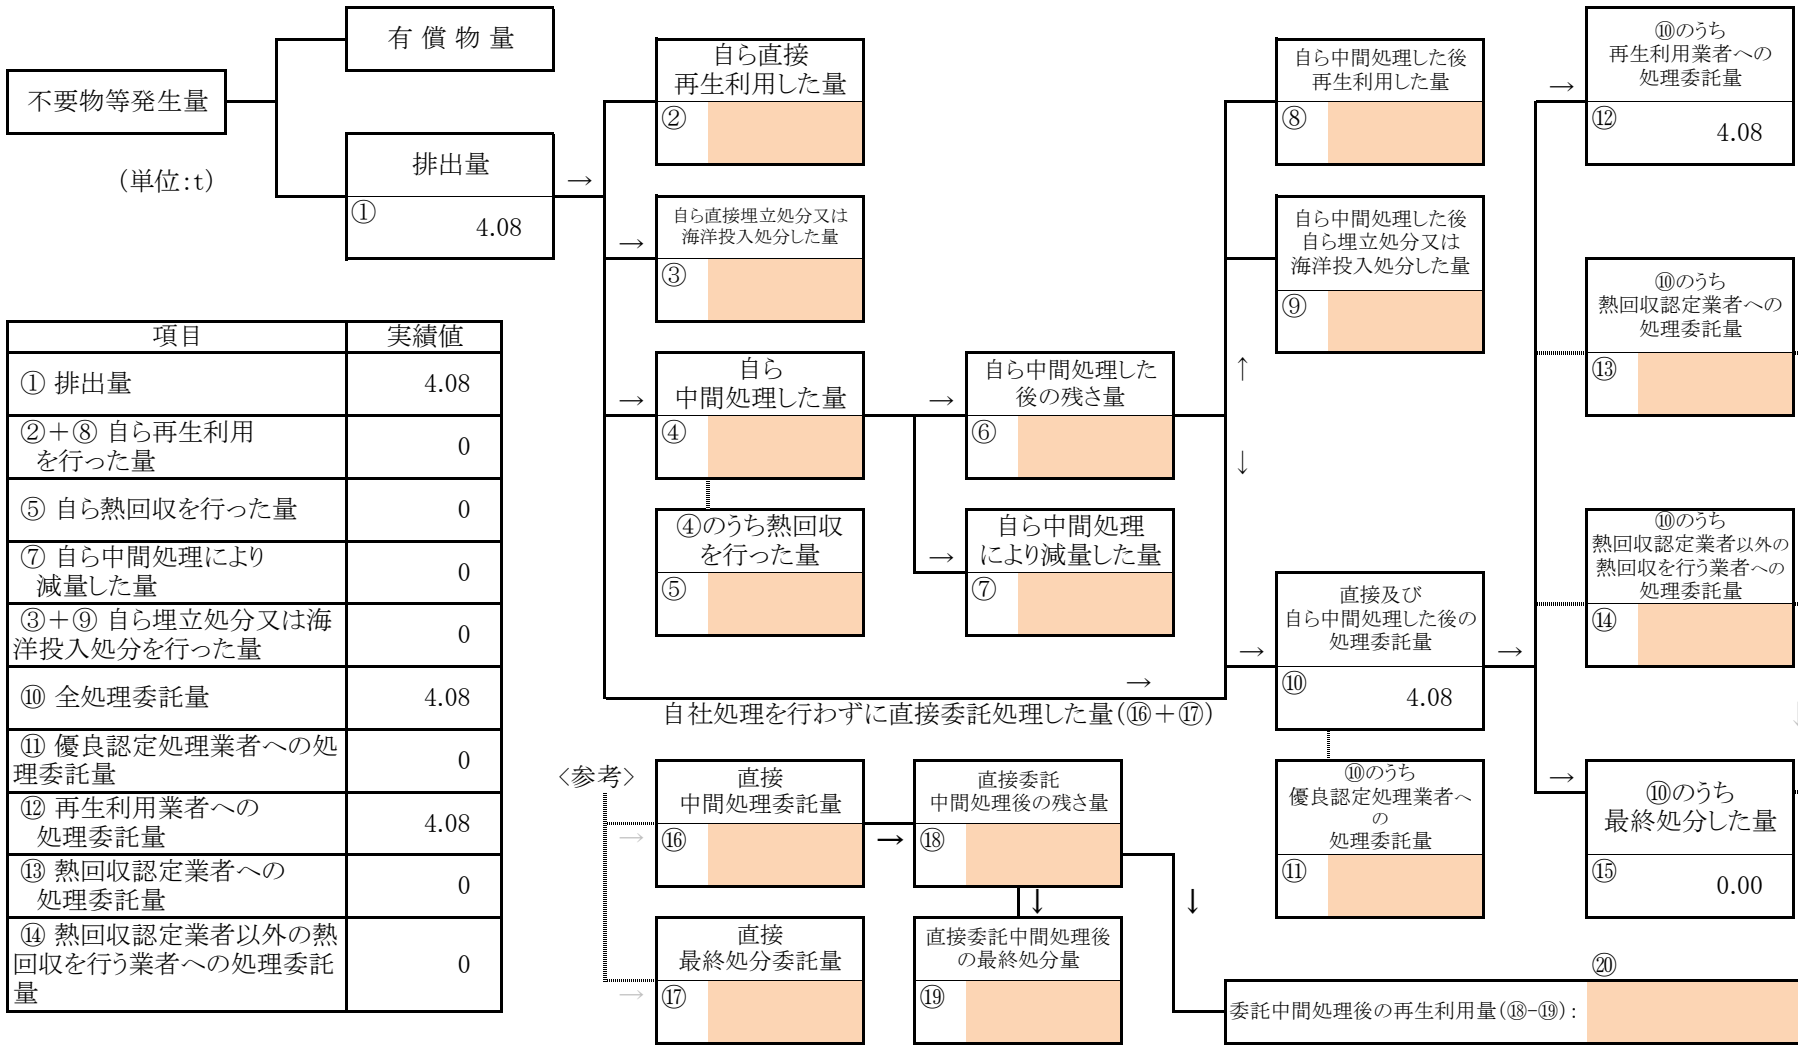 有 償 物 量
不要物等発生量
（単位：t）
排出量
①
4.08
→
自ら直接
再生利用した量
②
→
自ら直接埋立処分又は
海洋投入処分した量
③
→
自ら
中間処理した量
④
④のうち熱回収
を行った量
⑤
→
自ら中間処理した
後の残さ量
⑥
→
自ら中間処理
により減量した量
⑦
自ら中間処理した後
再生利用した量
⑧
自ら中間処理した後
自ら埋立処分又は
海洋投入処分した量
⑨
↑
↓
→
自社処理を行わずに直接委託処理した量（⑯＋⑰）
→
直接及び
自ら中間処理した後の
処理委託量
⑩
4.08
⑩のうち
優良認定処理業者へ
の
処理委託量
⑪
→
→
⑩のうち
再生利用業者への
処理委託量
⑫
4.08
⑩のうち
熱回収認定業者への
処理委託量
⑬
⑩のうち
熱回収認定業者以外の
熱回収を行う業者への
処理委託量
⑭
→
⑩のうち
最終処分した量
⑮
0.00
項目 実績値
① 排出量 4.08
②＋⑧ 自ら再生利用
を行った量 0
⑤ 自ら熱回収を行った量 0
⑦ 自ら中間処理により
減量した量 0
③＋⑨ 自ら埋立処分又は海
洋投入処分を行った量 0
⑩ 全処理委託量 4.08
⑪ 優良認定処理業者への処
理委託量 0
⑫ 再生利用業者への
処理委託量 4.08
⑬ 熱回収認定業者への
処理委託量 0
⑭ 熱回収認定業者以外の熱
回収を行う業者への処理委託
量 0
〈参考〉
→
直接
中間処理委託量
⑯
→
直接委託
中間処理後の残さ量
⑱
↓
↓
→
直接
最終処分委託量
⑰
直接委託中間処理後
の最終処分量
⑲
⑳
委託中間処理後の再生利用量（⑱-⑲）：